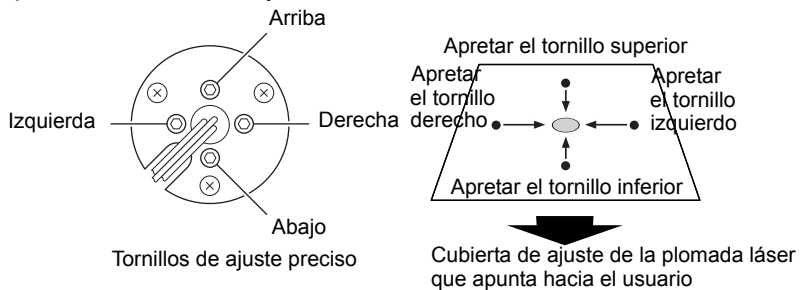 Arriba
Izquierda
Derecha
Abajo
Tornillos de ajuste preciso
Apretar el tornillo superior
Apretar
el tornillo
derecho
Apretar
el tornillo
izquierdo
Apretar el tornillo inferior
Cubierta de ajuste de la plomada láser
que apunta hacia el usuario